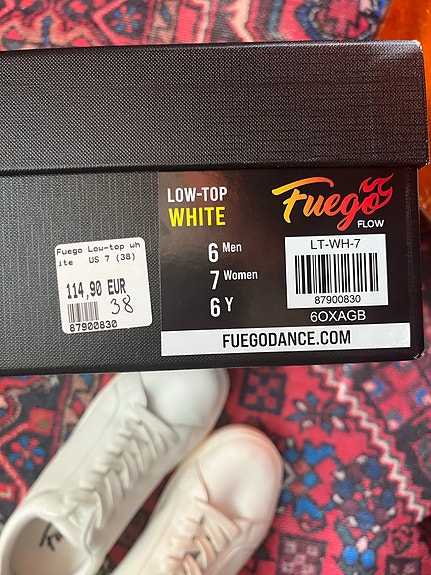 LOW-TOP
WHITE
Fuego
FLOW
6 Men
7 Women
6 Y
LT-WH-7
87900830
6OXAGB
FUEGODANCE.COM
Fuego Low-top wh
ite US 7 (38)
114,90 EUR
38
87900830